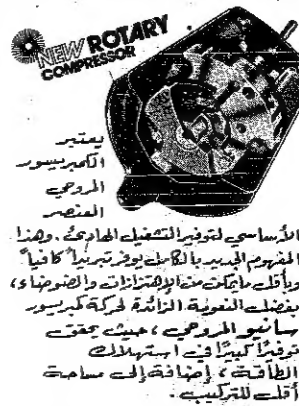 NEW ROTARY
COMPRESSOR
يعتبر
الكمبريسور
المروحي
العنصر
الأساسي لتوفير التشغيل الهادئ. وهذا
المفهوم الجديد بالكامل يوفر تبريداً كافياً
وبأقل ما يمكن من الإهتزازات والضوضاء،
بفضل النعومة الزائدة لحركة كمبريسور
سانيو المروحي، حيث يحقق
توفيراً كبيراً في استهلاك
الطاقة، إضافة إلى مساحة
أقل للتركيب.